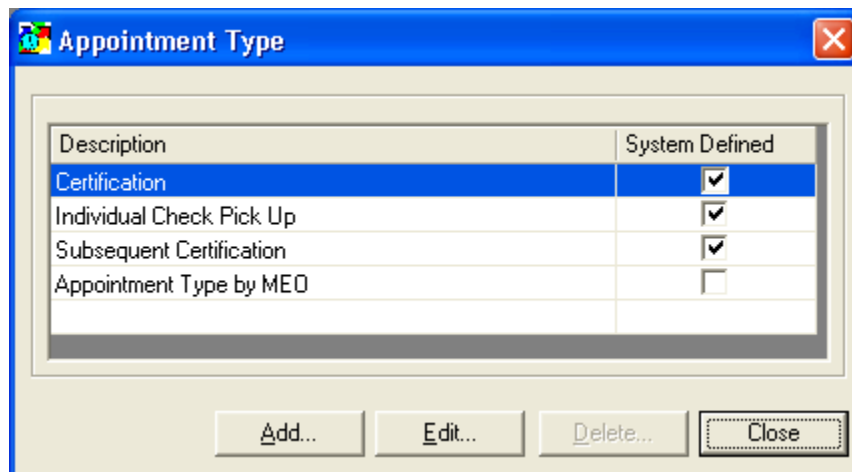 Appointment Type
Description System Defined
Certification
Individual Check Pick Up
Subsequent Certification
Appointment Type by MEO
Add... Edit... Delete... Close